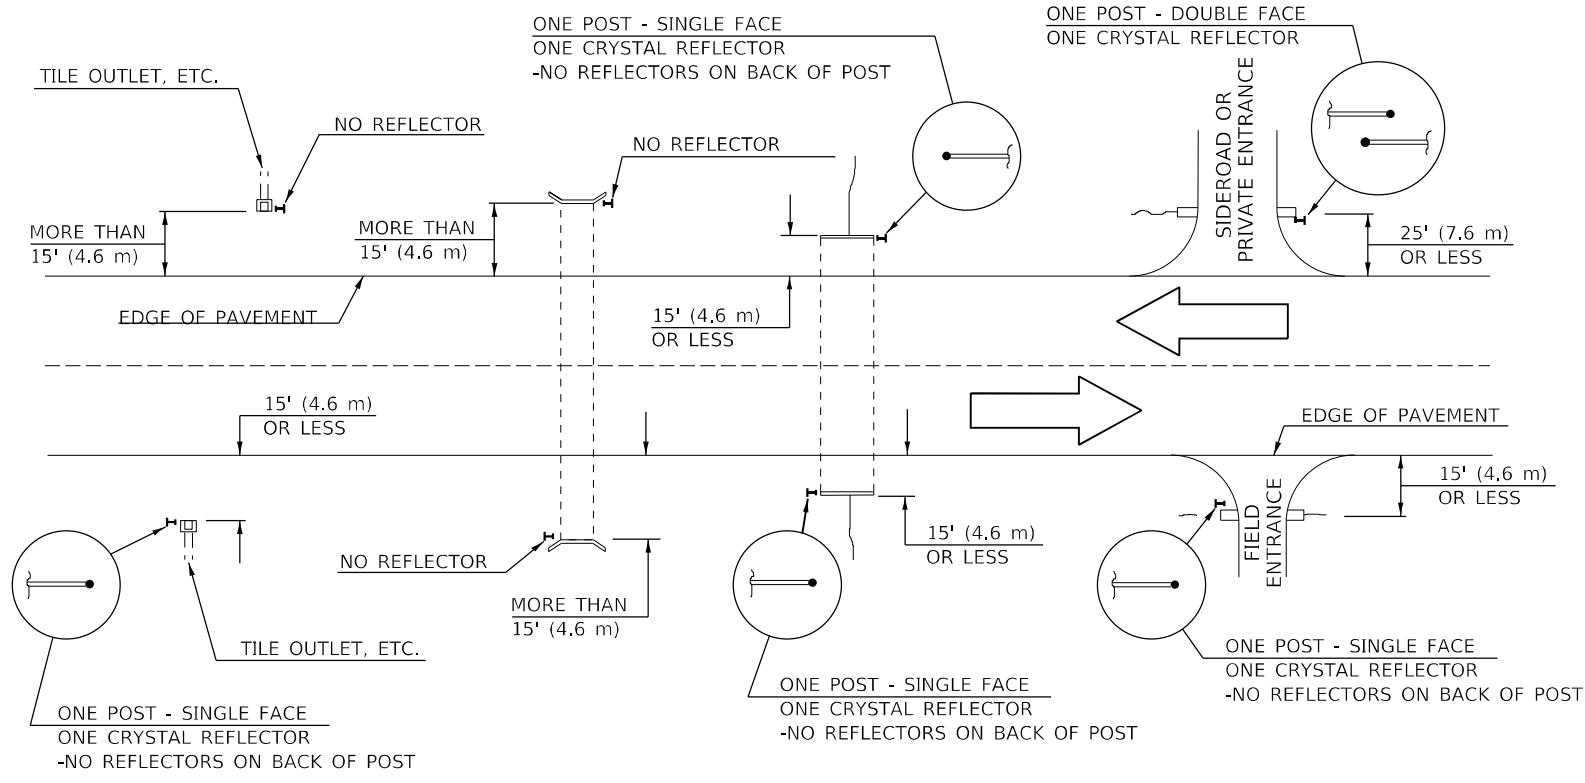 ONE POST - SINGLE FACE
ONE CRYSTAL REFLECTOR
-NO REFLECTORS ON BACK OF POST
ONE POST - DOUBLE FACE
ONE CRYSTAL REFLECTOR
TILE OUTLET, ETC.
NO REFLECTOR
NO REFLECTOR
SIDEROAD OR
PRIVATE ENTRANCE
MORE THAN
15' (4.6 m)
MORE THAN
15' (4.6 m)
25' (7.6 m)
OR LESS
EDGE OF PAVEMENT
15' (4.6 m)
OR LESS
15' (4.6 m)
OR LESS
EDGE OF PAVEMENT
15' (4.6 m)
OR LESS
FIELD
ENTRANCE
NO REFLECTOR
15' (4.6 m)
OR LESS
MORE THAN
15' (4.6 m)
TILE OUTLET, ETC.
ONE POST - SINGLE FACE
ONE CRYSTAL REFLECTOR
-NO REFLECTORS ON BACK OF POST
ONE POST - SINGLE FACE
ONE CRYSTAL REFLECTOR
-NO REFLECTORS ON BACK OF POST
ONE POST - SINGLE FACE
ONE CRYSTAL REFLECTOR
-NO REFLECTORS ON BACK OF POST